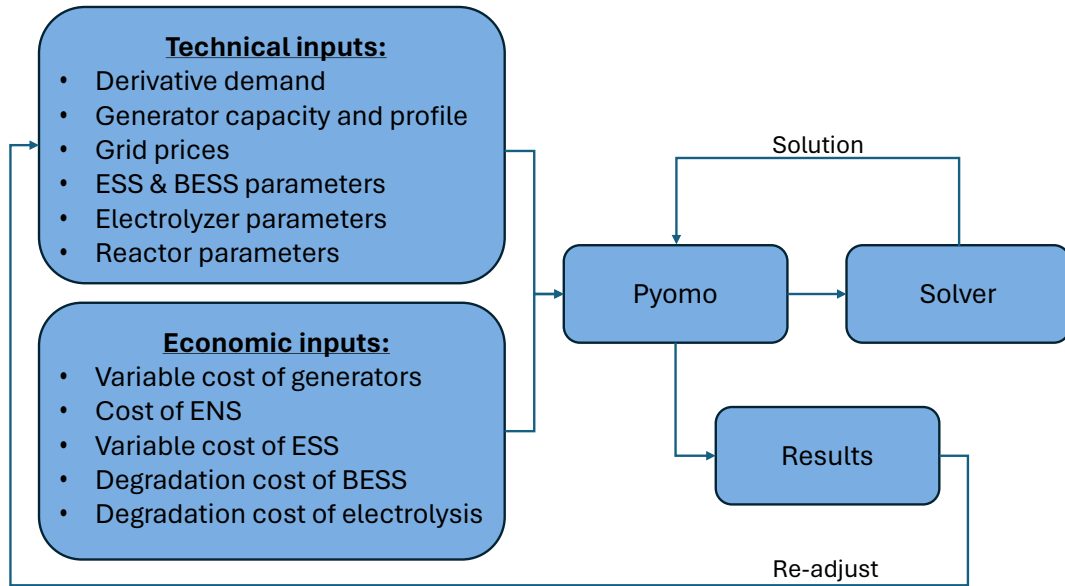 Technical inputs:
• Derivative demand
• Generator capacity and profile
• Grid prices
• ESS & BESS parameters
• Electrolyzer parameters
• Reactor parameters
Economic inputs:
• Variable cost of generators
• Cost of ENS
• Variable cost of ESS
• Degradation cost of BESS
• Degradation cost of electrolysis
Solution
Pyomo
Solver
Results
Re-adjust